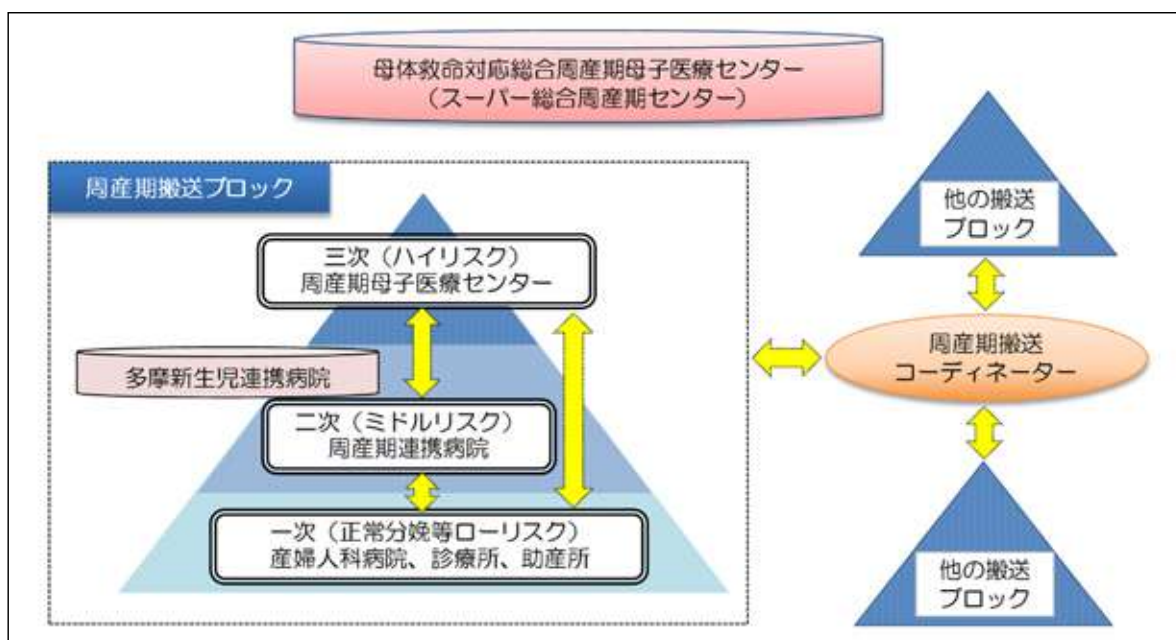 母体救命対応総合周産期母子医療センター
（スーパー総合周産期センター）
周産期搬送ブロック
三次（ハイリスク）
周産期母子医療センター
多摩新生児連携病院
二次（ミドルリスク）
周産期連携病院
一次（正常分娩等ローリスク）
産婦人科病院、診療所、助産所
他の搬送
ブロック
周産期搬送
コーディネーター
他の搬送
ブロック